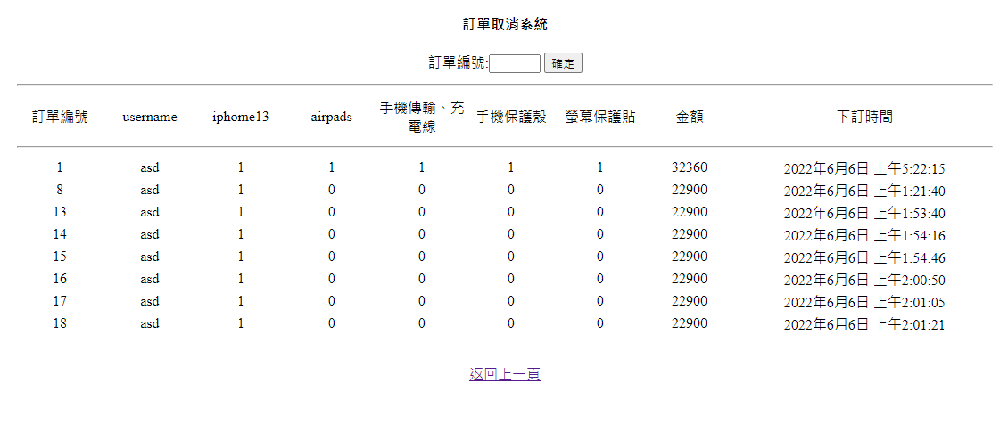 訂單取消系統
訂單編號: 確定
訂單編號 username iphome13 airpads 手機傳輸、充電線 手機保護殼 螢幕保護貼 金額 下訂時間
1 asd 1 1 1 1 1 32360 2022年6月6日 上午5:22:15
8 asd 1 0 0 0 0 22900 2022年6月6日 上午1:21:40
13 asd 1 0 0 0 0 22900 2022年6月6日 上午1:53:40
14 asd 1 0 0 0 0 22900 2022年6月6日 上午1:54:16
15 asd 1 0 0 0 0 22900 2022年6月6日 上午1:54:46
16 asd 1 0 0 0 0 22900 2022年6月6日 上午2:00:50
17 asd 1 0 0 0 0 22900 2022年6月6日 上午2:01:05
18 asd 1 0 0 0 0 22900 2022年6月6日 上午2:01:21
返回上一頁